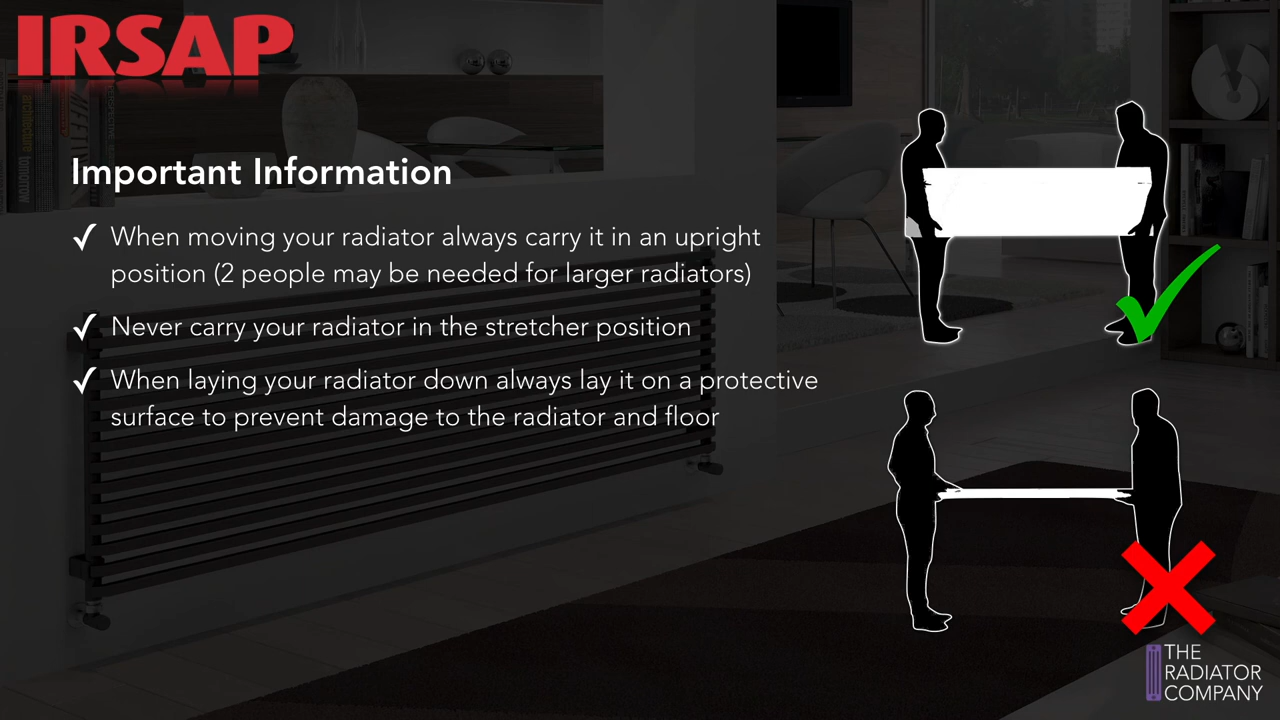 IRSAP
Important Information
✓ When moving your radiator always carry it in an upright
position (2 people may be needed for larger radiators)
✓ Never carry your radiator in the stretcher position
✓ When laying your radiator down always lay it on a protective
surface to prevent damage to the radiator and floor
architecture
tomorrow
THE
RADIATOR
COMPANY